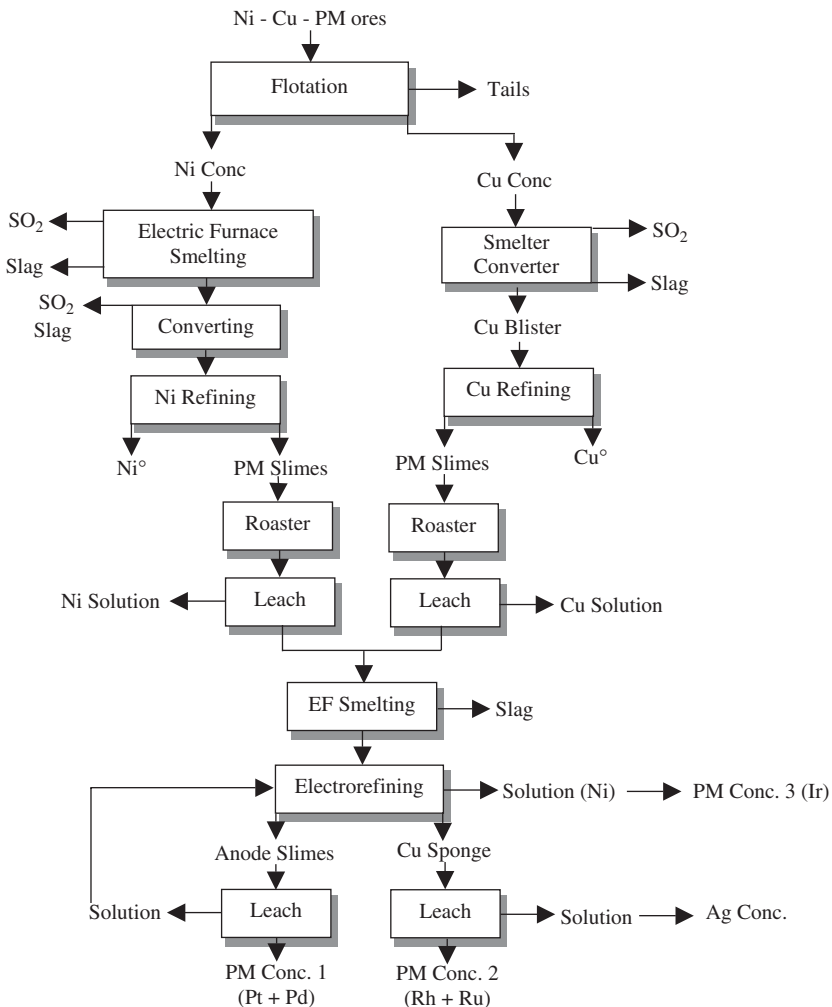 Ni - Cu - PM ores
Flotation
Tails
Ni Conc
Cu Conc
SO₂
Electric Furnace
Smelting
Slag
Smelter
Converter
SO₂
Slag
SO₂
Slag
Converting
Cu Blister
Ni Refining
Cu Refining
Ni°
PM Slimes
PM Slimes
Cu°
Roaster
Roaster
Ni Solution
Leach
Leach
Cu Solution
EF Smelting
Slag
Electrorefining
Solution (Ni)
PM Conc. 3 (Ir)
Anode Slimes
Cu Sponge
Solution
Leach
Leach
Solution
Ag Conc.
PM Conc. 1
(Pt + Pd)
PM Conc. 2
(Rh + Ru)